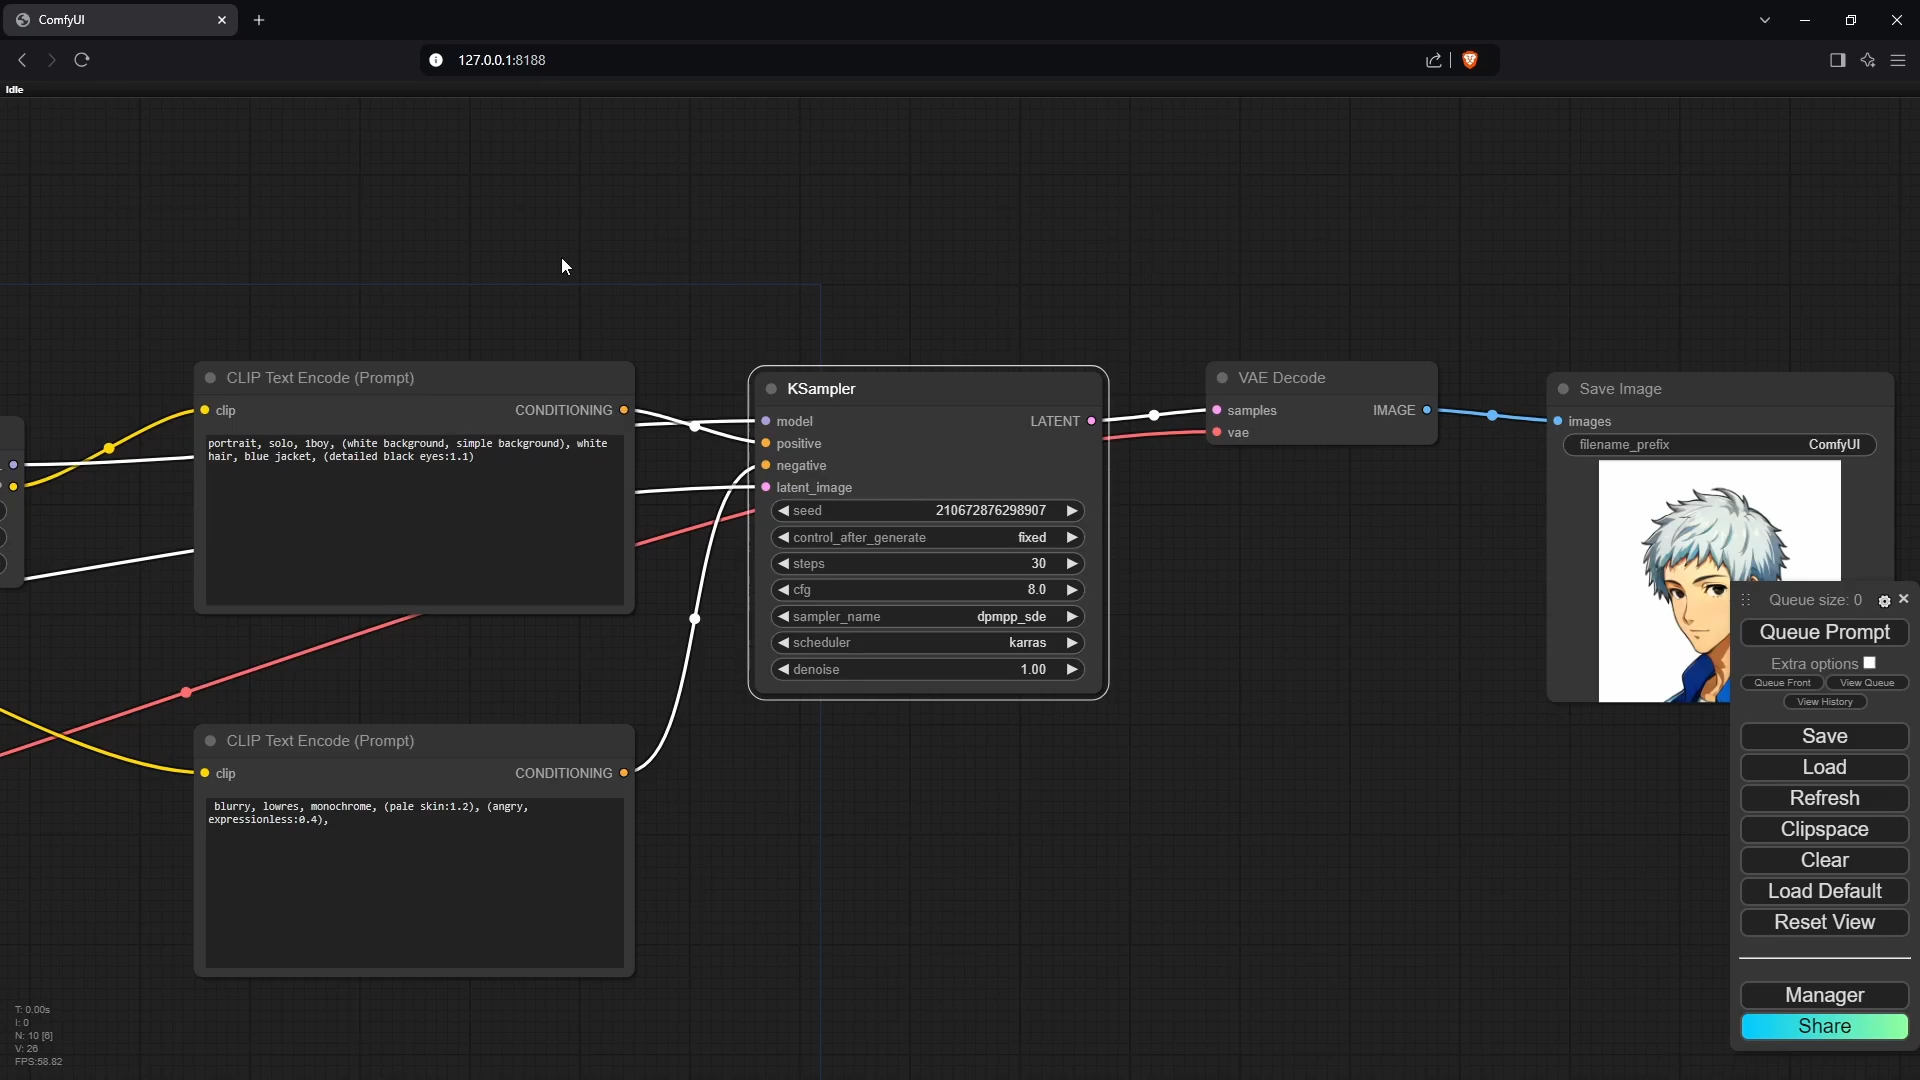 ComfyUI
127.0.0.1:8188
Idle
CLIP Text Encode (Prompt)
clip
CONDITIONING
portrait, solo, 1boy, (white background, simple background), white
hair, blue jacket, (detailed black eyes:1.1)
CLIP Text Encode (Prompt)
clip
CONDITIONING
blurry, lowres, monochrome, (pale skin:1.2), (angry,
expressionless:0.4),
KSampler
model
LATENT
positive
negative
latent_image
seed 210672876298907
control_after_generate fixed
steps 30
cfg 8.0
sampler_name dpmpp_sde
scheduler karras
denoise 1.00
VAE Decode
samples
IMAGE
vae
Save Image
images
filename_prefix ComfyUI
Queue size: 0
Queue Prompt
Extra options
Queue Front
View Queue
View History
Save
Load
Refresh
Clipspace
Clear
Load Default
Reset View
Manager
Share
T: 0.00s
I: 0
N: 10 [6]
V: 26
FPS:58.82